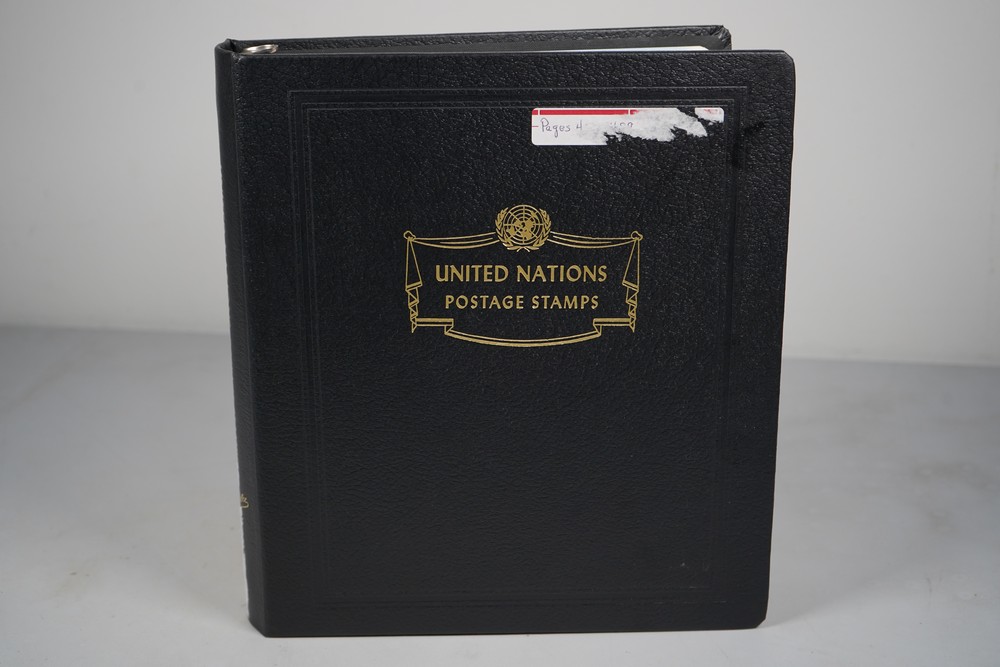 Pages 4
UNITED NATIONS
POSTAGE STAMPS